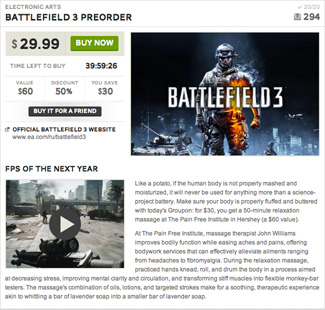 ELECTRONIC ARTS
BATTLEFIELD 3 PREORDER
20/20
294
$ 29.99
BUY NOW
TIME LEFT TO BUY
39:59:26
VALUE
DISCOUNT
YOU SAVE
$60
50%
$30
BUY IT FOR A FRIEND
OFFICIAL BATTLEFIELD 3 WEBSITE
www.ea.com/ru/battlefield3
BATTLEFIELD 3
FPS OF THE NEXT YEAR
Like a potato, if the human body is not properly mashed and
moisturized, it will never be used for anything more than a science-
project battery. Make sure your body is properly fluffed and buttered
with today's Groupon: for $30, you get a 50-minute relaxation
massage at The Pain Free Institute in Hershey (a $60 value).
At The Pain Free Institute, massage therapist John Williams
improves bodily function while easing aches and pains, offering
bodywork services that can effectively alleviate ailments ranging
from headaches to fibromyalgia. During the relaxation massage,
practiced hands knead, roll, and drum the body in a process aimed
at decreasing stress, improving mental clarity and circulation, and transforming stiff muscles into flexible monkey-bar
testers. The massage's combination of oils, lotions, and targeted strokes make for a soothing, therapeutic experience
akin to whittling a bar of lavender soap into a smaller bar of lavender soap.